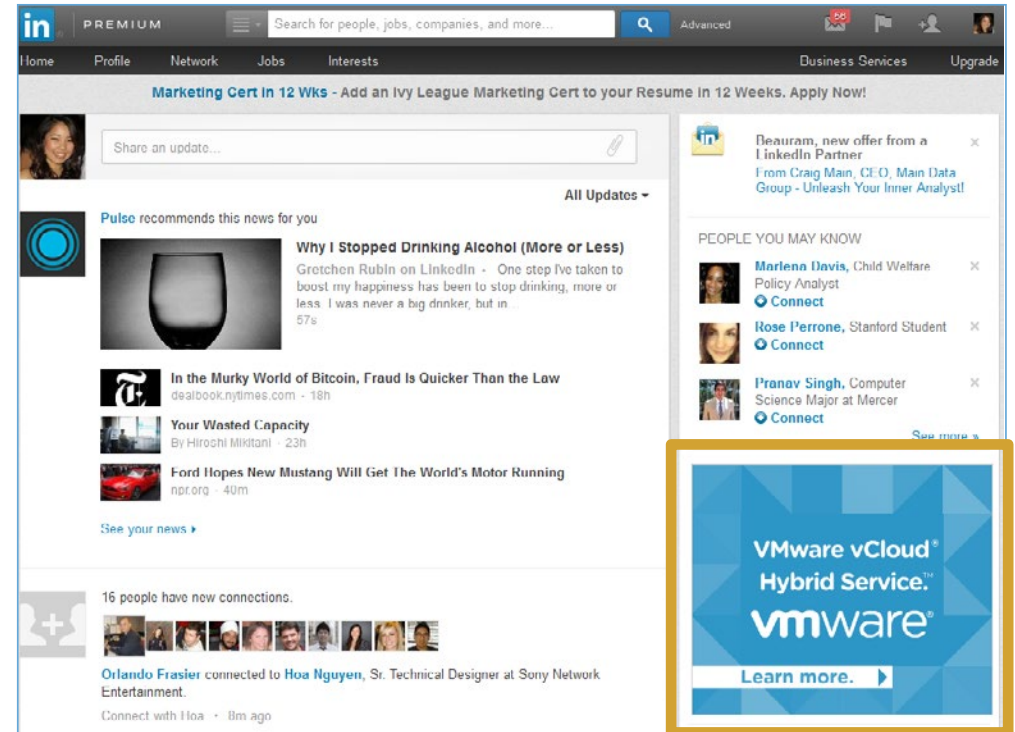 in PREMIUM Search for people, jobs, companies, and more... Advanced 56
Home Profile Network Jobs Interests Business Services Upgrade
Marketing Cert in 12 Wks - Add an Ivy League Marketing Cert to your Resume in 12 Weeks. Apply Now!
Share an update...
All Updates
Pulse recommends this news for you
Why I Stopped Drinking Alcohol (More or Less)
Gretchen Rubin on LinkedIn - One step I've taken to
boost my happiness has been to stop drinking, more or
less. I was never a big drinker, but in...
57s
In the Murky World of Bitcoin, Fraud Is Quicker Than the Law
dealbook.nytimes.com - 18h
Your Wasted Capacity
By Hiroshi Mikitani - 23h
Ford Hopes New Mustang Will Get The World's Motor Running
npr.org - 40m
See your news
16 people have new connections.
Orlando Frasier connected to Hoa Nguyen, Sr. Technical Designer at Sony Network
Entertainment.
Connect with Hoa · 8m ago
in
Beauram, new offer from a
LinkedIn Partner
From Craig Main, CEO, Main Data
Group - Unleash Your Inner Analyst!
PEOPLE YOU MAY KNOW
Marlena Davis, Child Welfare
Policy Analyst
Connect
Rose Perrone, Stanford Student
Connect
Pranav Singh, Computer
Science Major at Mercer
Connect
See more »
VMware vCloud®
Hybrid Service.™
vmware®
Learn more.